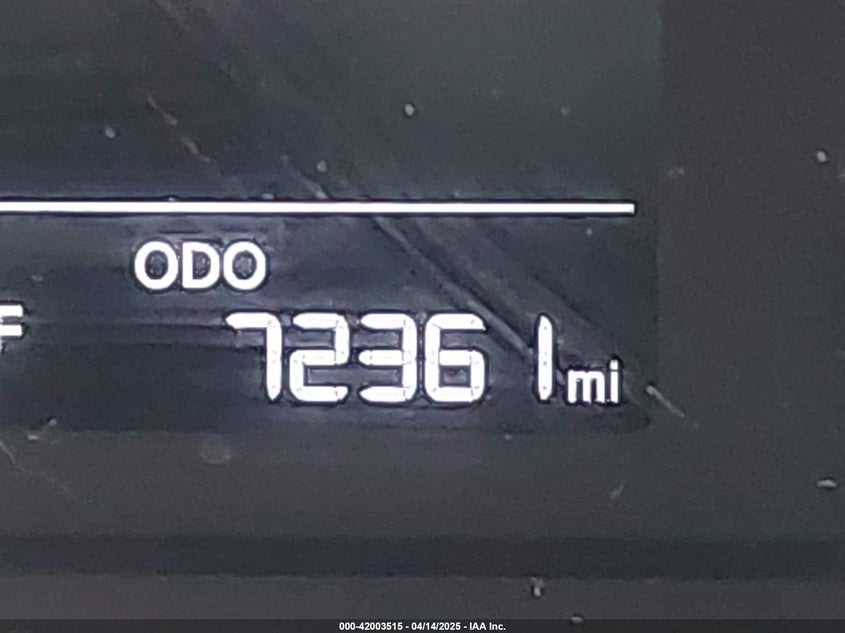 ODO
F
72361 mi
000-42003515 - 04/14/2025 - IAA Inc.